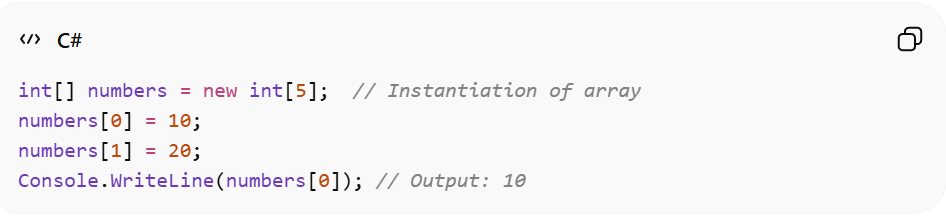 </> C#
int[] numbers = new int[5];  // Instantiation of array
numbers[0] = 10;
numbers[1] = 20;
Console.WriteLine(numbers[0]); // Output: 10